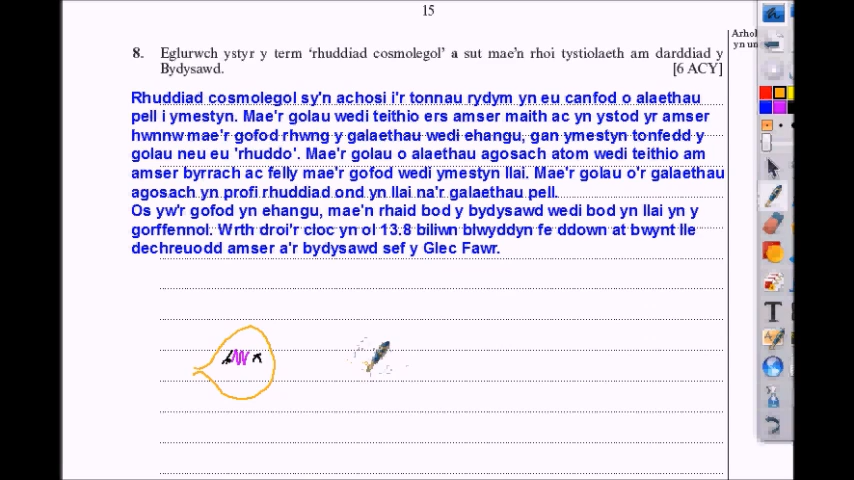 15
Arhol
yn un
8. Eglurwch ystyr y term ‘rhuddiad cosmolegol’ a sut mae'n rhoi tystiolaeth am darddiad y
Bydysawd. [6 ACY]
Rhuddiad cosmolegol sy'n achosi i'r tonnau rydym yn eu canfod o alaethau
pell i ymestyn. Mae'r golau wedi teithio ers amser maith ac yn ystod yr amser
hwnnw mae'r gofod rhwng y galaethau wedi ehangu, gan ymestyn tonfedd y
golau neu eu 'rhuddo'. Mae'r golau o alaethau agosach atom wedi teithio am
amser byrrach ac felly mae'r gofod wedi ymestyn llai. Mae'r golau o'r galaethau
agosach yn profi rhuddiad ond yn llai na'r galaethau pell.
Os yw'r gofod yn ehangu, mae'n rhaid bod y bydysawd wedi bod yn llai yn y
gorffennol. Wrth droi'r cloc yn ol 13.8 biliwn blwyddyn fe ddown at bwynt lle
dechreuodd amser a'r bydysawd sef y Glec Fawr.
T